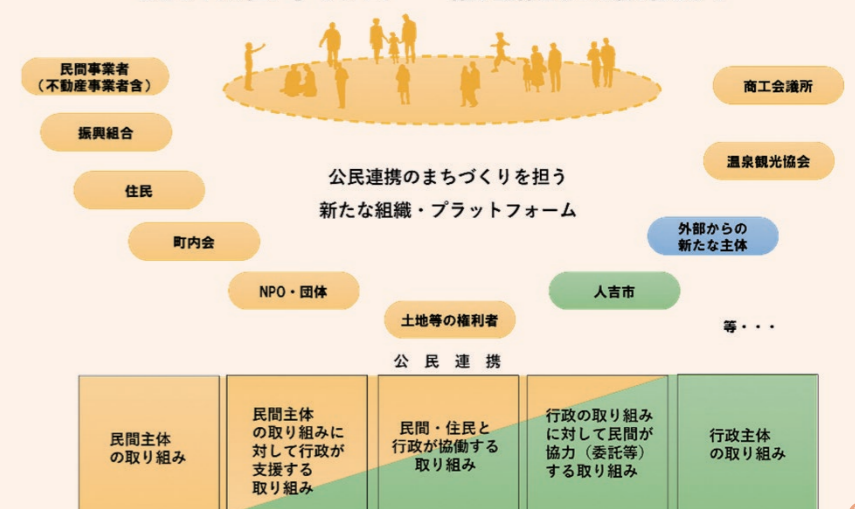 民間事業者
（不動産事業者含）
商工会議所
振興組合
温泉観光協会
公民連携のまちづくりを担う
住民
新たな組織・プラットフォーム
外部からの
新たな主体
町内会
NPO・団体
人吉市
土地等の権利者
等・・・
公民連携
民間主体
の取り組み
民間主体
の取り組みに
対して行政が
支援する
取り組み
民間・住民と
行政が協働する
取り組み
行政の取り組み
に対して民間が
協力（委託等）
する取り組み
行政主体
の取り組み